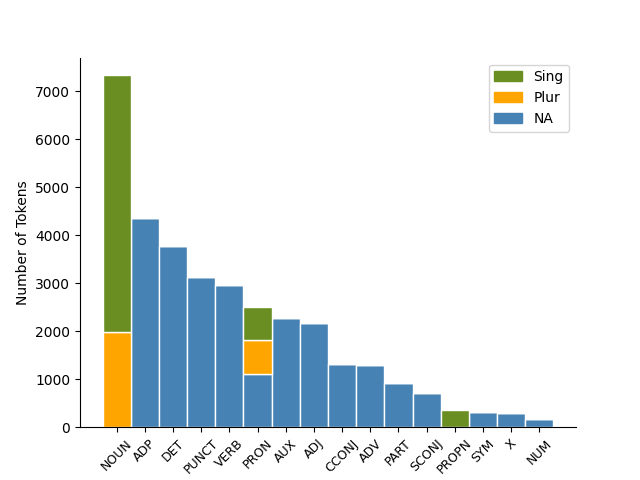 Sing
Plur
NA
Number of Tokens
7000
6000
5000
4000
3000
2000
1000
0
NOUN
ADP
DET
PUNCT
VERB
PRON
AUX
ADJ
CCONJ
ADV
PART
SCONJ
PROPN
SYM
X
NUM